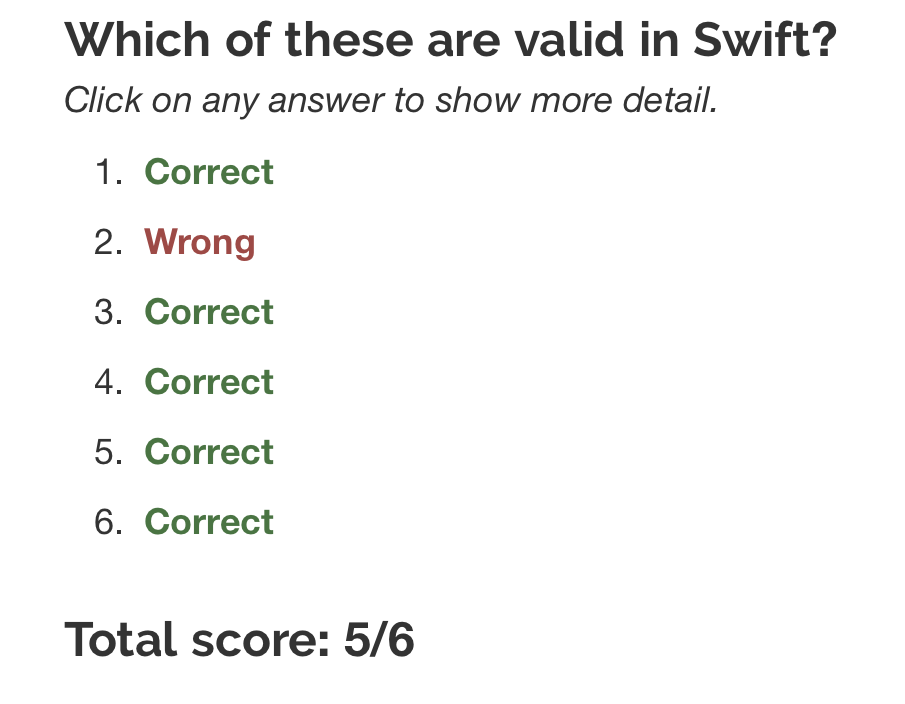 Which of these are valid in Swift?
Click on any answer to show more detail.
1. Correct
2. Wrong
3. Correct
4. Correct
5. Correct
6. Correct
Total score: 5/6